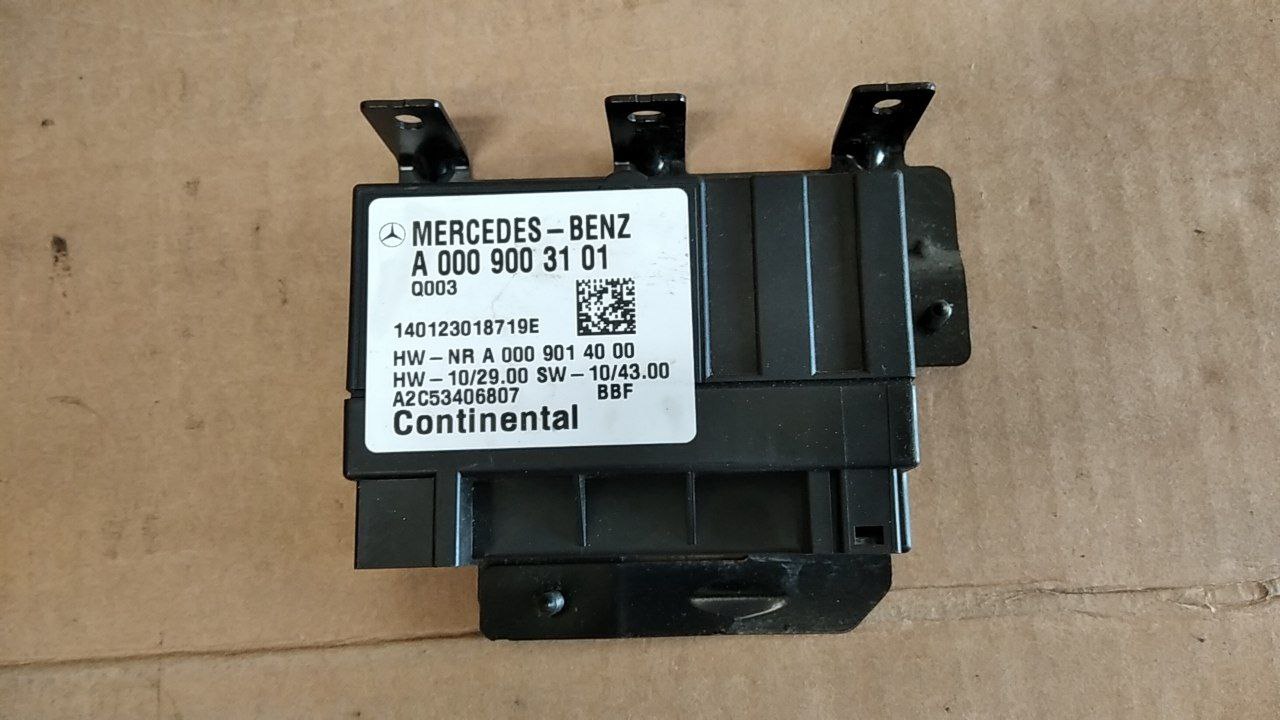 MERCEDES-BENZ
A 000 900 31 01
Q003
140123018719E
HW-NR A 000 901 40 00
HW-10/29.00 SW-10/43.00
A2C53406807 BBF
Continental